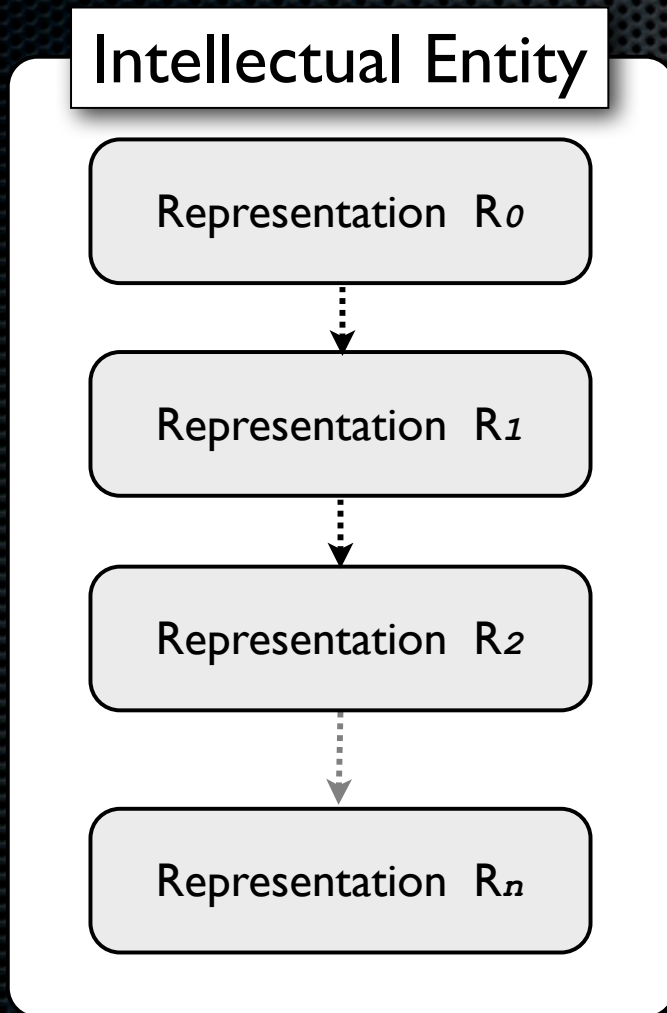 Intellectual Entity
Representation R0
Representation R1
Representation R2
Representation Rn